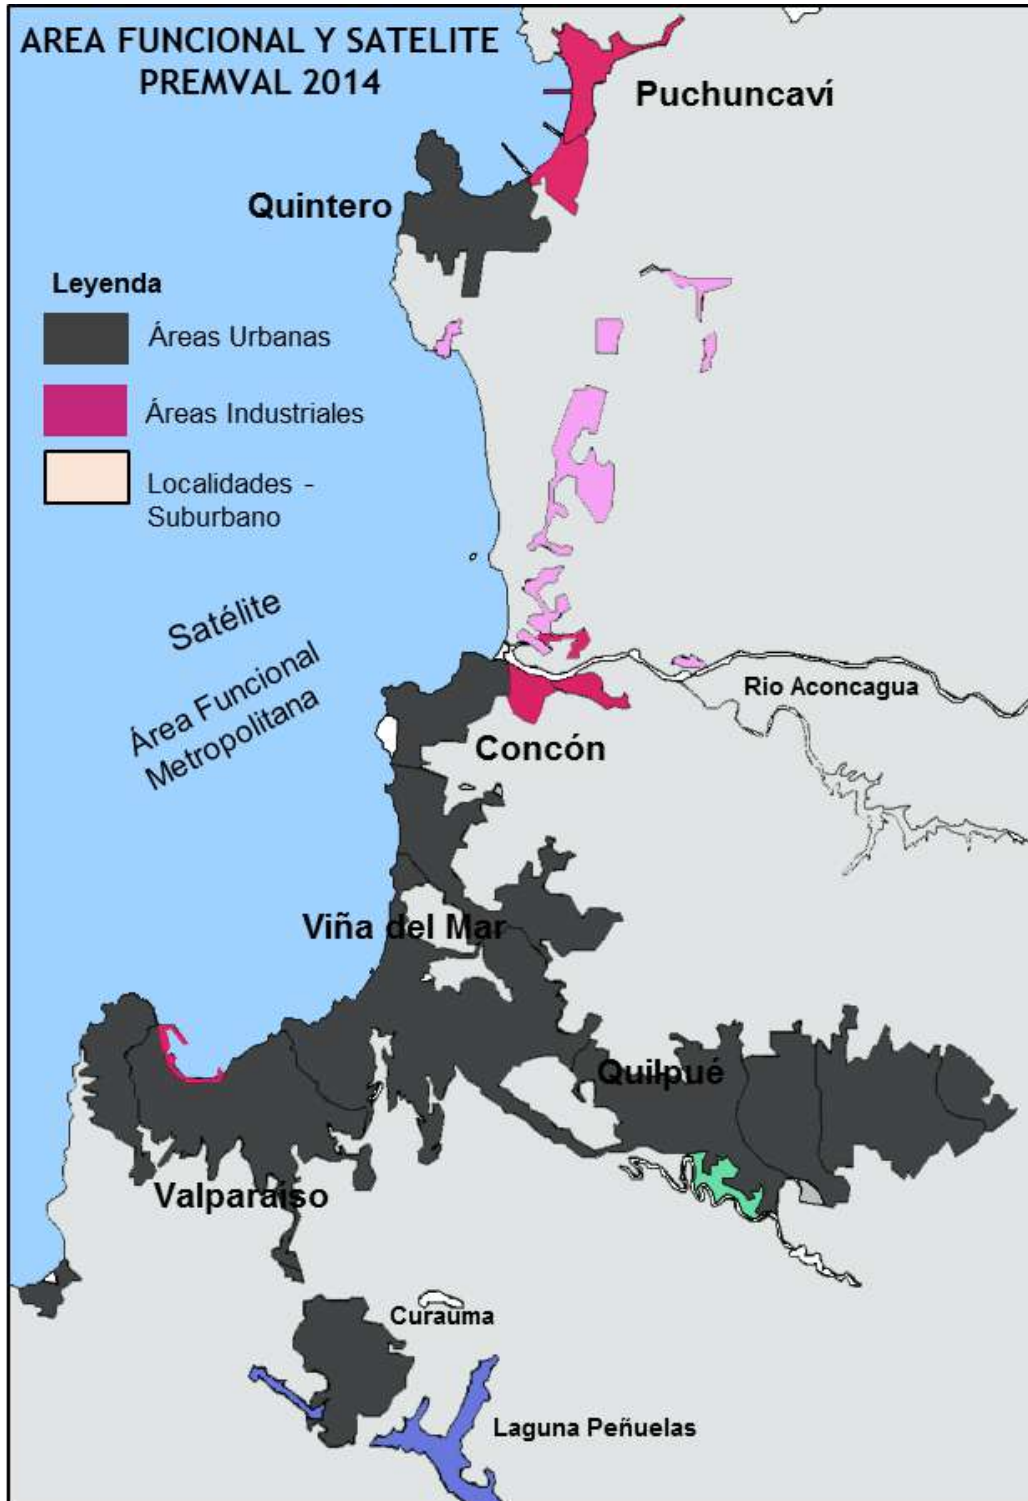 AREA FUNCIONAL Y SATELITE
PREMVAL 2014
Puchuncaví
Quintero
Leyenda
Áreas Urbanas
Áreas Industriales
Localidades -
Suburbano
Satélite
Área Funcional
Metropolitana
Rio Aconcagua
Concón
Viña del Mar
Quilpué
Valparaíso
Curauma
Laguna Peñuelas